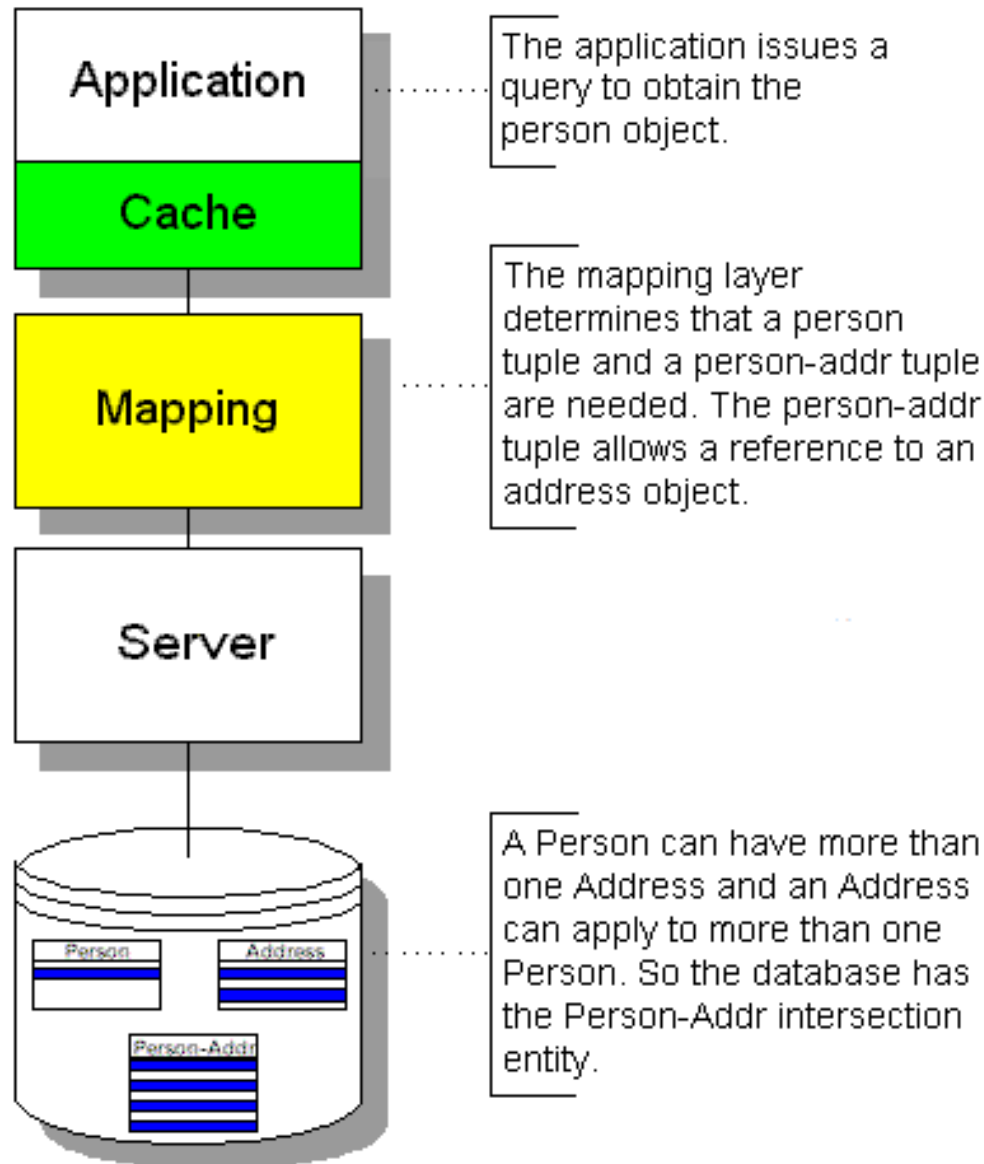 Application
The application issues a
query to obtain the
person object.
Cache
The mapping layer
determines that a person
tuple and a person-addr tuple
are needed. The person-addr
tuple allows a reference to an
address object.
Mapping
Server
A Person can have more than
one Address and an Address
can apply to more than one
Person. So the database has
the Person-Addr intersection
entity.
Person
Address
Person-Addr